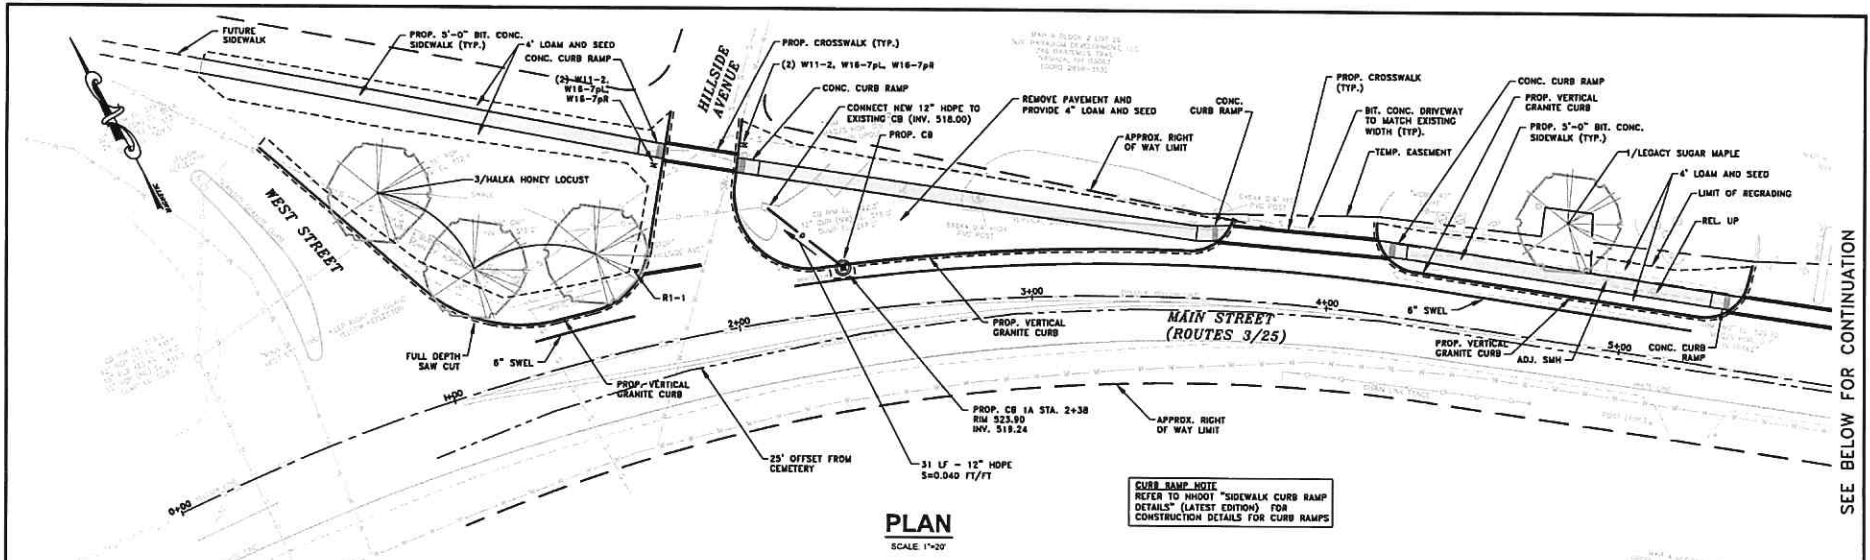 FUTURE
SIDEWALK
PROP. 5'-0" BIT. CONC.
SIDEWALK (TYP.)
4' LOAM AND SEED
CONC. CURB RAMP
(2) W11-2,
W16-7pL,
W16-7pR
HILLSIDE
AVENUE
PROP. CROSSWALK (TYP.)
(2) W11-2, W16-7pL, W16-7pR
CONC. CURB RAMP
CONNECT NEW 12" HDPE TO
EXISTING CB (INV. 518.00)
PROP. CB
REMOVE PAVEMENT AND
PROVIDE 4" LOAM AND SEED
CONC.
CURB RAMP
APPROX. RIGHT
OF WAY LIMIT
PROP. CROSSWALK
(TYP.)
BIT. CONC. DRIVEWAY
TO MATCH EXISTING
WIDTH (TYP).
TEMP. EASEMENT
CONC. CURB RAMP
PROP. VERTICAL
GRANITE CURB
PROP. 5'-0" BIT. CONC.
SIDEWALK (TYP.)
1/LEGACY SUGAR MAPLE
4' LOAM AND SEED
LIMIT OF REGRADING
REL. UP
3/HALKA HONEY LOCUST
WEST STREET
R1-1
FULL DEPTH
SAW CUT
6" SWEL
PROP. VERTICAL
GRANITE CURB
0+00
1+00
2+00
3+00
4+00
5+00
PROP. VERTICAL
GRANITE CURB
MAIN STREET
(ROUTES 3/25)
6" SWEL
PROP. VERTICAL
GRANITE CURB
ADJ. SMH
CONC. CURB
RAMP
25' OFFSET FROM
CEMETERY
PROP. CB 1A STA. 2+38
RIM 523.90
INV. 519.24
31 LF - 12" HDPE
S=0.040 FT/FT
APPROX. RIGHT
OF WAY LIMIT
CURB RAMP NOTE
REFER TO NHDOT "SIDEWALK CURB RAMP
DETAILS" (LATEST EDITION) FOR
CONSTRUCTION DETAILS FOR CURB RAMPS
PLAN
SCALE: 1"=20'
SEE BELOW FOR CONTINUATION